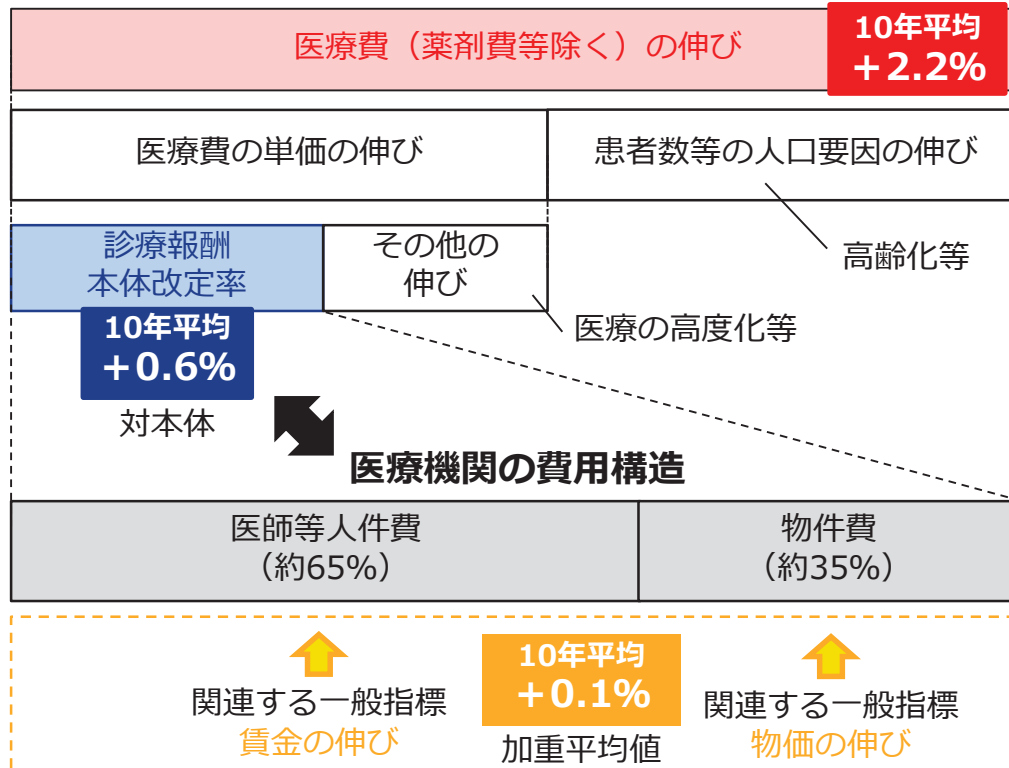 医療費（薬剤費等除く）の伸び
10年平均
＋2.2%
医療費の単価の伸び
患者数等の人口要因の伸び
診療報酬
本体改定率
その他の
伸び
高齢化等
医療の高度化等
10年平均
＋0.6%
対本体
医療機関の費用構造
医師等人件費
（約65%）
物件費
（約35%）
関連する一般指標
賃金の伸び
10年平均
＋0.1%
加重平均値
関連する一般指標
物価の伸び